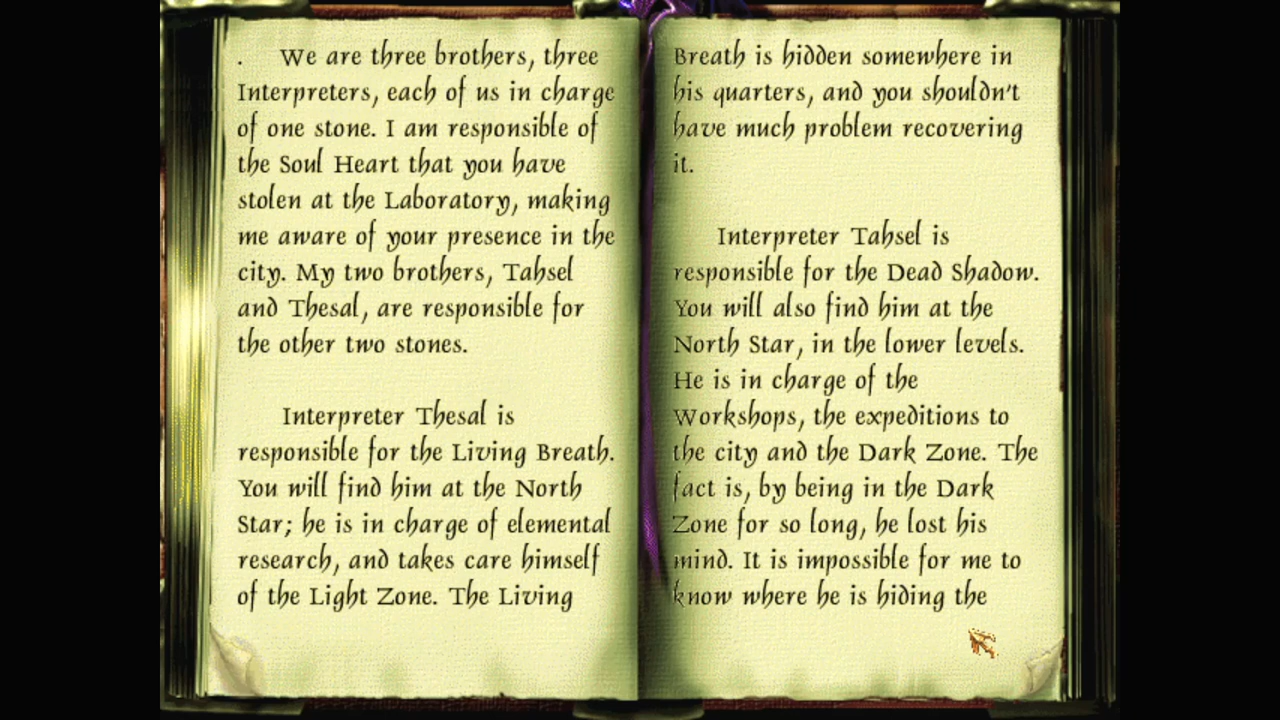 .    We are three brothers, three
Interpreters, each of us in charge
of one stone. I am responsible of
the Soul Heart that you have
stolen at the Laboratory, making
me aware of your presence in the
city. My two brothers, Tahsel
and Thesal, are responsible for
the other two stones.
Interpreter Thesal is
responsible for the Living Breath.
You will find him at the North
Star; he is in charge of elemental
research, and takes care himself
of the Light Zone. The Living
Breath is hidden somewhere in
his quarters, and you shouldn't
have much problem recovering
it.
Interpreter Tahsel is
responsible for the Dead Shadow.
You will also find him at the
North Star, in the lower levels.
He is in charge of the
Workshops, the expeditions to
the city and the Dark Zone. The
fact is, by being in the Dark
Zone for so long, he lost his
mind. It is impossible for me to
know where he is hiding the